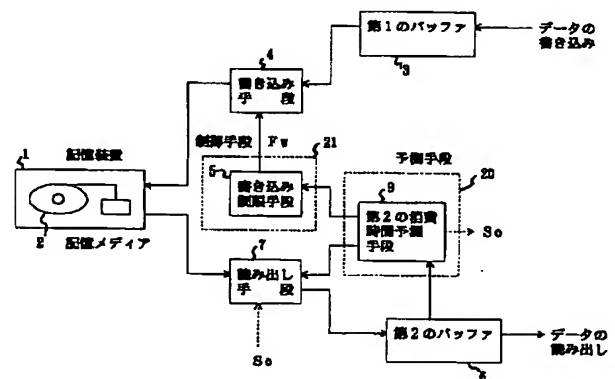 第1のバッファ
3
データの
書き込み
4
書き込み
手 段
制御手段
Fw
21
予測手段
20
1
記憶装置
5
書き込み
制限手段
9
第2の消費
時間予測
手段
So
2
記憶メディア
7
読み出し
手 段
第2のバッファ
6
データの
読み出し
So